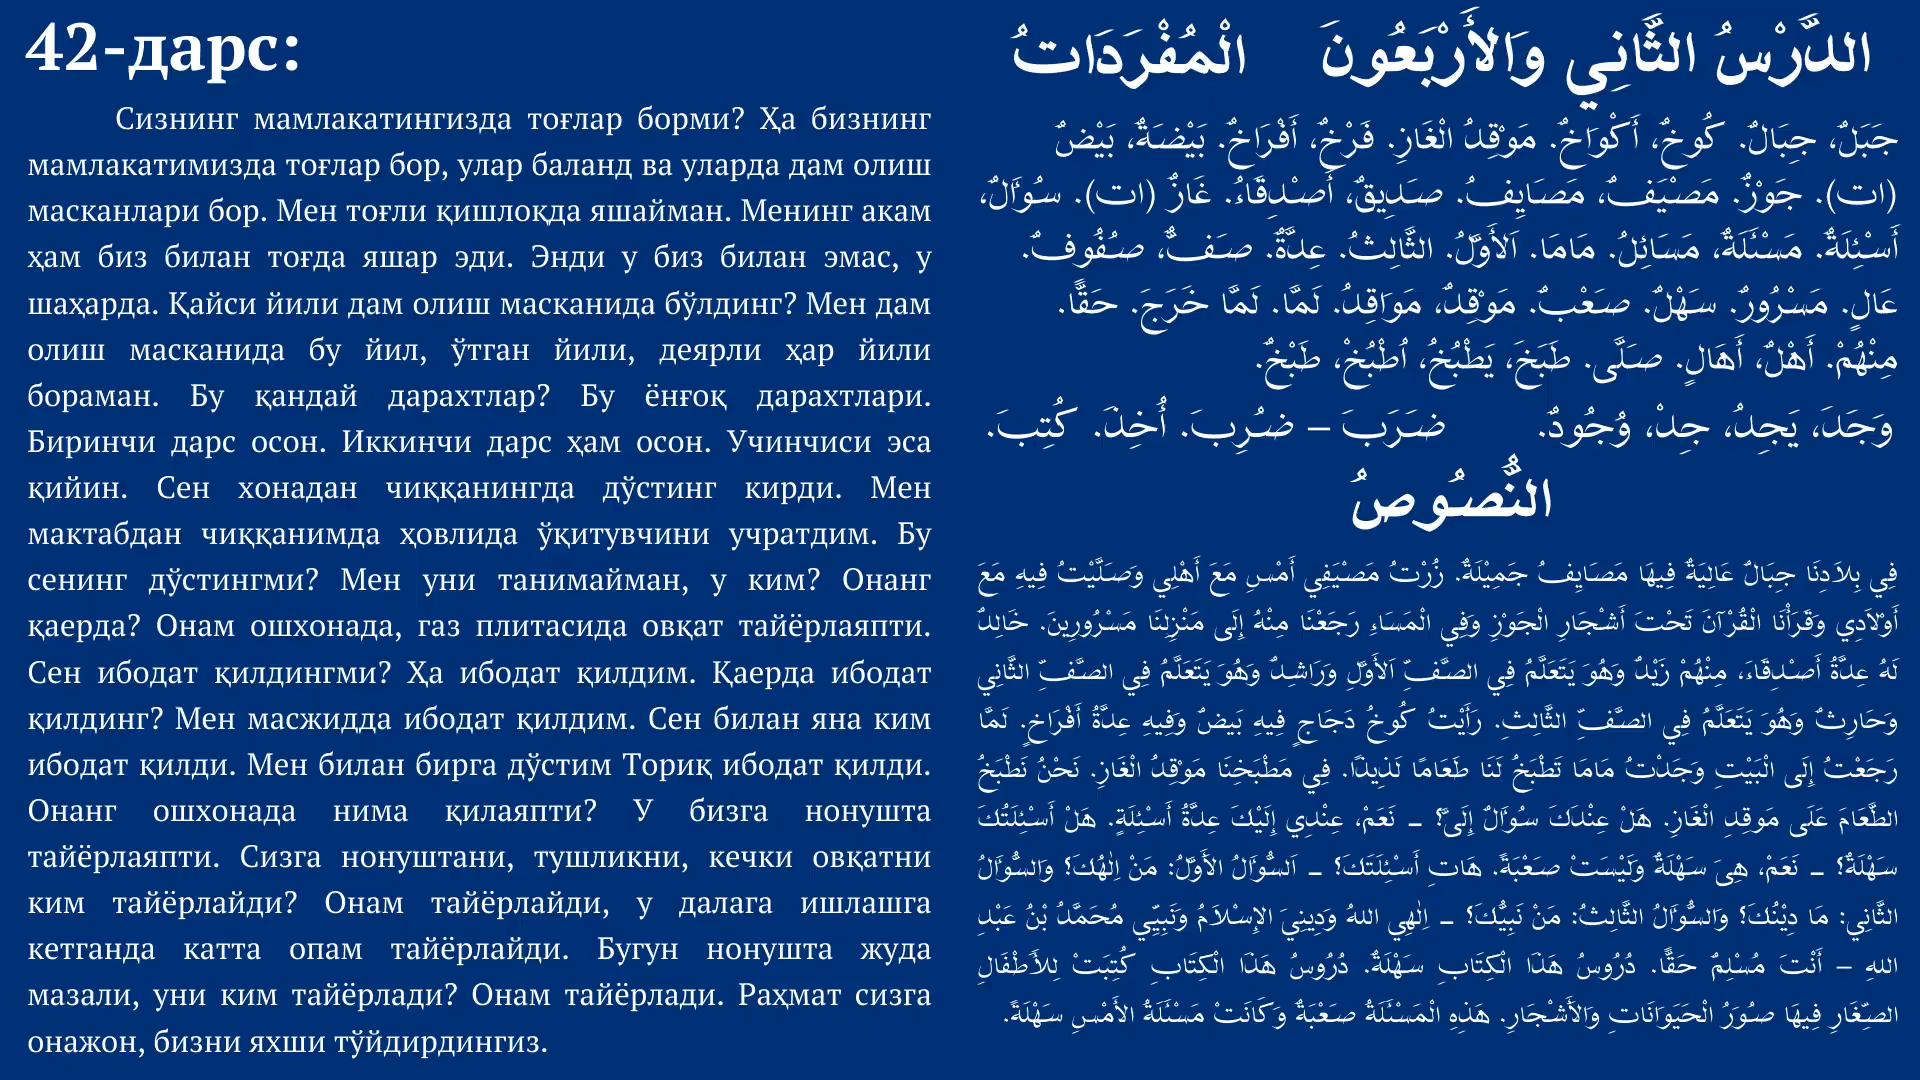 42-дарс:
Сизнинг мамлакатингизда тоғлар борми? Ҳа бизнинг
мамлакатимизда тоғлар бор, улар баланд ва уларда дам олиш
масканлари бор. Мен тоғли қишлоқда яшайман. Менинг акам
ҳам биз билан тоғда яшар эди. Энди у биз билан эмас, у
шаҳарда. Қайси йили дам олиш масканида бўлдинг? Мен дам
олиш масканида бу йил, ўтган йили, деярли ҳар йили
бораман. Бу қандай дарахтлар? Бу ёнғоқ дарахтлари.
Биринчи дарс осон. Иккинчи дарс ҳам осон. Учинчиси эса
қийин. Сен хонадан чиққанингда дўстинг кирди. Мен
мактабдан чиққанимда ҳовлида ўқитувчини учратдим. Бу
сенинг дўстингми? Мен уни танимайман, у ким? Онанг
қаерда? Онам ошхонада, газ плитасида овқат тайёрлаяпти.
Сен ибодат қилдингми? Ҳа ибодат қилдим. Қаерда ибодат
қилдинг? Мен масжидда ибодат қилдим. Сен билан яна ким
ибодат қилди. Мен билан бирга дўстим Ториқ ибодат қилди.
Онанг ошхонада нима қилаяпти? У бизга нонушта
тайёрлаяпти. Сизга нонуштани, тушликни, кечки овқатни
ким тайёрлайди? Онам тайёрлайди, у далага ишлашга
кетганда катта опам тайёрлайди. Бугун нонушта жуда
мазали, уни ким тайёрлади? Онам тайёрлади. Раҳмат сизга
онажон, бизни яхши тўйдирдингиз.
الدَّرْسُ الثَّانِي وَالأَرْبَعُونَ الْمُفْرَدَاتُ
جَبَلٌ، جِبَالٌ. كُوخٌ، أَكْوَاخٌ. مَوْقِدُ الْغَازِ. فَرْخٌ، أَفْرَاخٌ. بَيْضَةٌ، بَيْضٌ
(ات). جَوْزٌ. مَصْيَفٌ، مَصَايِفُ. صَدِيقٌ، أَصْدِقَاءُ. غَازٌ (ات). سُؤَالٌ،
أَسْئِلَةٌ. مَسْئَلَةٌ، مَسَائِلُ. مَامَا. اَلأَوَّلُ. الثَّالِثُ. عِدَّةٌ. صَفٌّ، صُفُوفٌ.
عَالٍ. مَسْرُورٌ. سَهْلٌ. صَعْبٌ. مَوْقِدٌ، مَوَاقِدُ. لَمَّا. لَمَّا خَرَجَ. حَقًّا.
مِنْهُمْ. أَهْلٌ، أَهَالٍ. صَلَّى. طَبَخَ، يَطْبُخُ، اُطْبُخْ، طَبْخٌ.
وَجَدَ، يَجِدُ، جِدْ، وُجُودٌ. ضَرَبَ – ضُرِبَ. أُخِذَ. كُتِبَ.
النُّصُوصُ
فِي بِلاَدِنَا جِبَالٌ عَالِيَةٌ فِيهَا مَصَايِفُ جَمِيْلَةٌ. زُرْتُ مَصْيَفِي أَمْسِ مَعَ أَهْلِي وَصَلَّيْتُ فِيهِ مَعَ
أَوْلاَدِي وَقَرَأْنَا الْقُرْآنَ تَحْتَ أَشْجَارِ الْجَوْزِ وَفِي الْمَسَاءِ رَجَعْنَا مِنْهُ إِلَى مَنْزِلِنَا مَسْرُورِينَ. خَالِدٌ
لَهُ عِدَّةُ أَصْدِقَاءَ، مِنْهُمْ زَيْدٌ وَهُوَ يَتَعَلَّمُ فِي الصَّفِّ اَلأَوَّلِ وَرَاشِدٌ وَهُوَ يَتَعَلَّمُ فِي الصَّفِّ الثَّانِي
وَحَارِثٌ وَهُوَ يَتَعَلَّمُ فِي الصَّفِّ الثَّالِثِ. رَأَيْتُ كُوخُ دَجَاجٍ فِيهِ بَيضٌ وَفِيهِ عِدَّةُ أَفْرَاخٍ. لَمَّا
رَجَعْتُ إِلَى الْبَيْتِ وَجَدْتُ مَامَا تَطْبَخُ لَنَا طَعَامًا لَذِيذًا. فِي مَطْبَخِنَا مَوْقِدُ الْغَازِ. نَحْنُ نَطْبَخُ
الطَّعَامَ عَلَى مَوقِدِ الْغَازِ. هَلْ عِنْدَكَ سُؤَالٌ إِلَىَّ؟ ـ نَعَمْ، عِنْدِي إِلَيْكَ عِدَّةُ أَسْئِلَةٍ. هَلْ أَسْئِلَتُكَ
سَهْلَةٌ؟ ـ نَعَمْ، هِىَ سَهْلَةٌ وَلَيْسَتْ صَعْبَةً. هَاتِ أَسْئِلَتَكَ؟ ـ اَلسُّؤَالُ الأَوَّلُ: مَنْ اِلٰهُكَ؟ وَالسُّؤَالُ
الثَّانِي: مَا دِيْنُكَ؟ وَالسُّؤَالُ الثَّالِثُ: مَنْ نَبِيُّكَ؟ ـ اِلٰهِي اللهُ وَدِينِيَ الإِسْلاَمُ وَنَبِيِّي مُحَمَّدُ بْنُ عَبْدِ
اللهِ – أَنْتَ مُسْلِمٌ حَقًّا. دُرُوسُ هَذَا الْكِتَابِ سَهْلَةٌ. دُرُوسُ هَذَا الْكِتَابِ كُتِبَتْ لِلأَطْفَالِ
الصِّغَارِ فِيهَا صُوَرُ الْحَيَوَانَاتِ وَالأَشْجَارِ. هَذِهِ الْمَسْئَلَةُ صَعْبَةٌ وَكَانَتْ مَسْئَلَةُ الأَمْسِ سَهْلَةً.